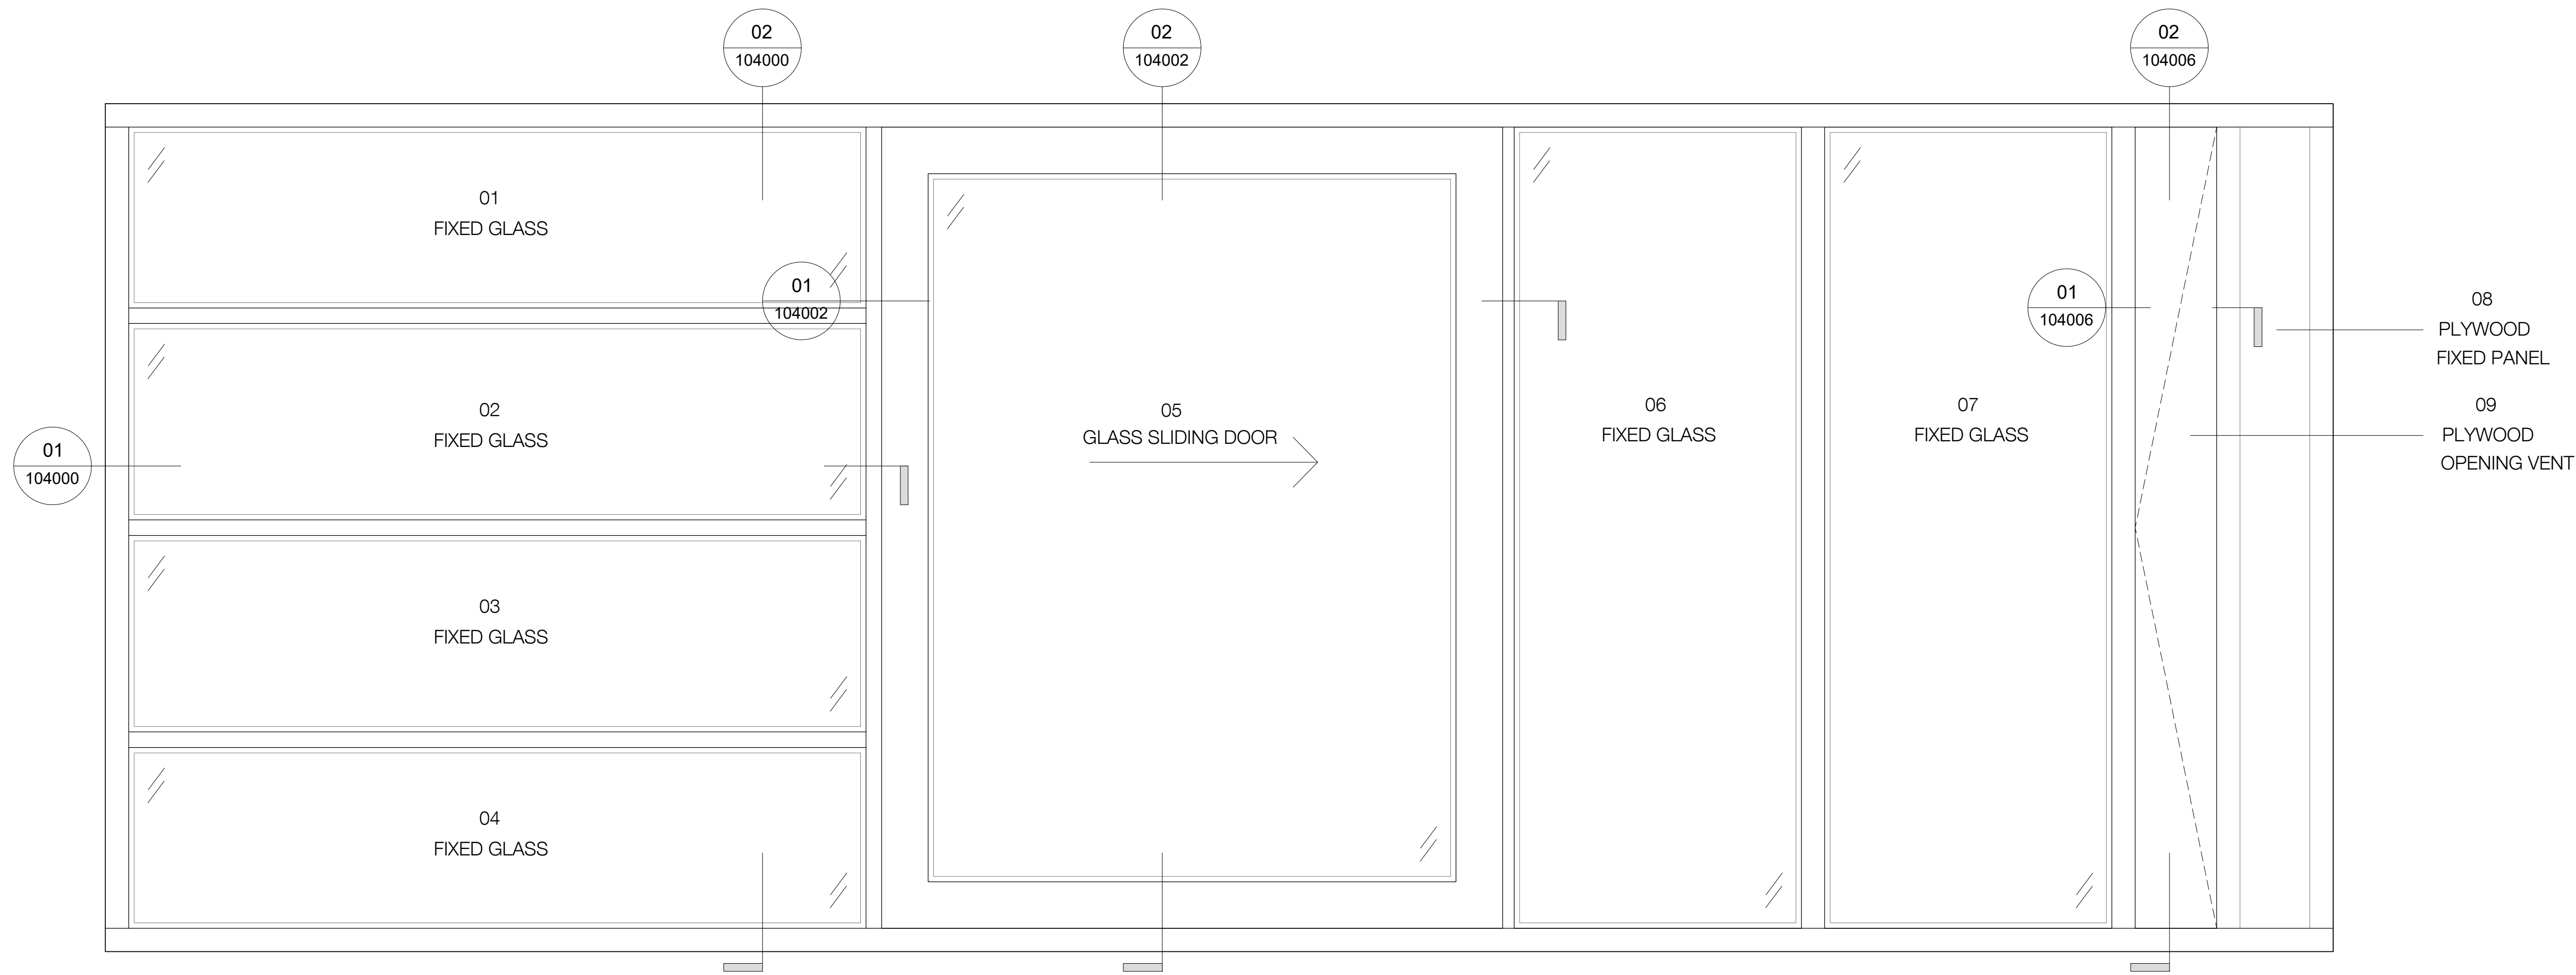 02
104000
02
104002
02
104006
01
FIXED GLASS
01
104002
01
104006
08
PLYWOOD
FIXED PANEL
02
FIXED GLASS
05
GLASS SLIDING DOOR
06
FIXED GLASS
07
FIXED GLASS
09
PLYWOOD
OPENING VENT
01
104000
03
FIXED GLASS
04
FIXED GLASS